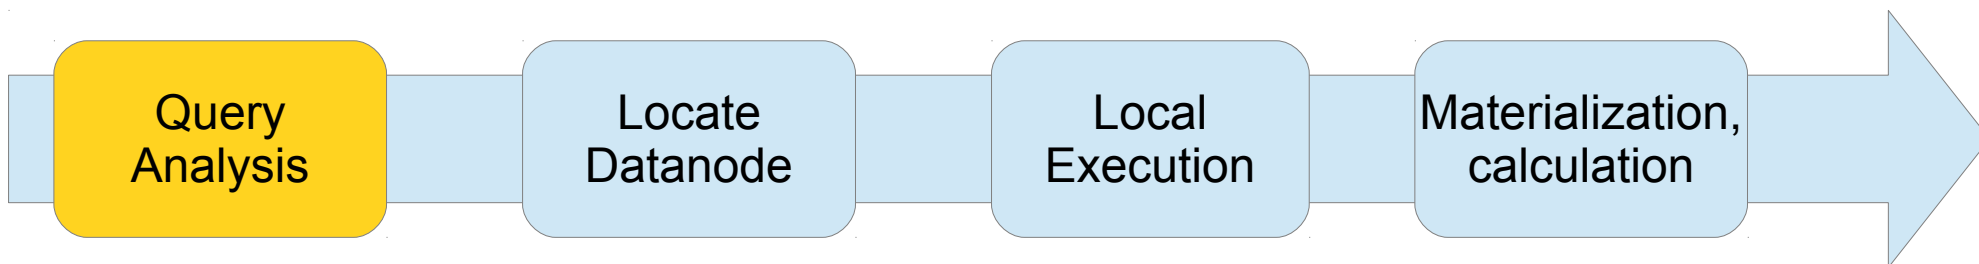 Query
Analysis
Locate
Datanode
Local
Execution
Materialization,
calculation